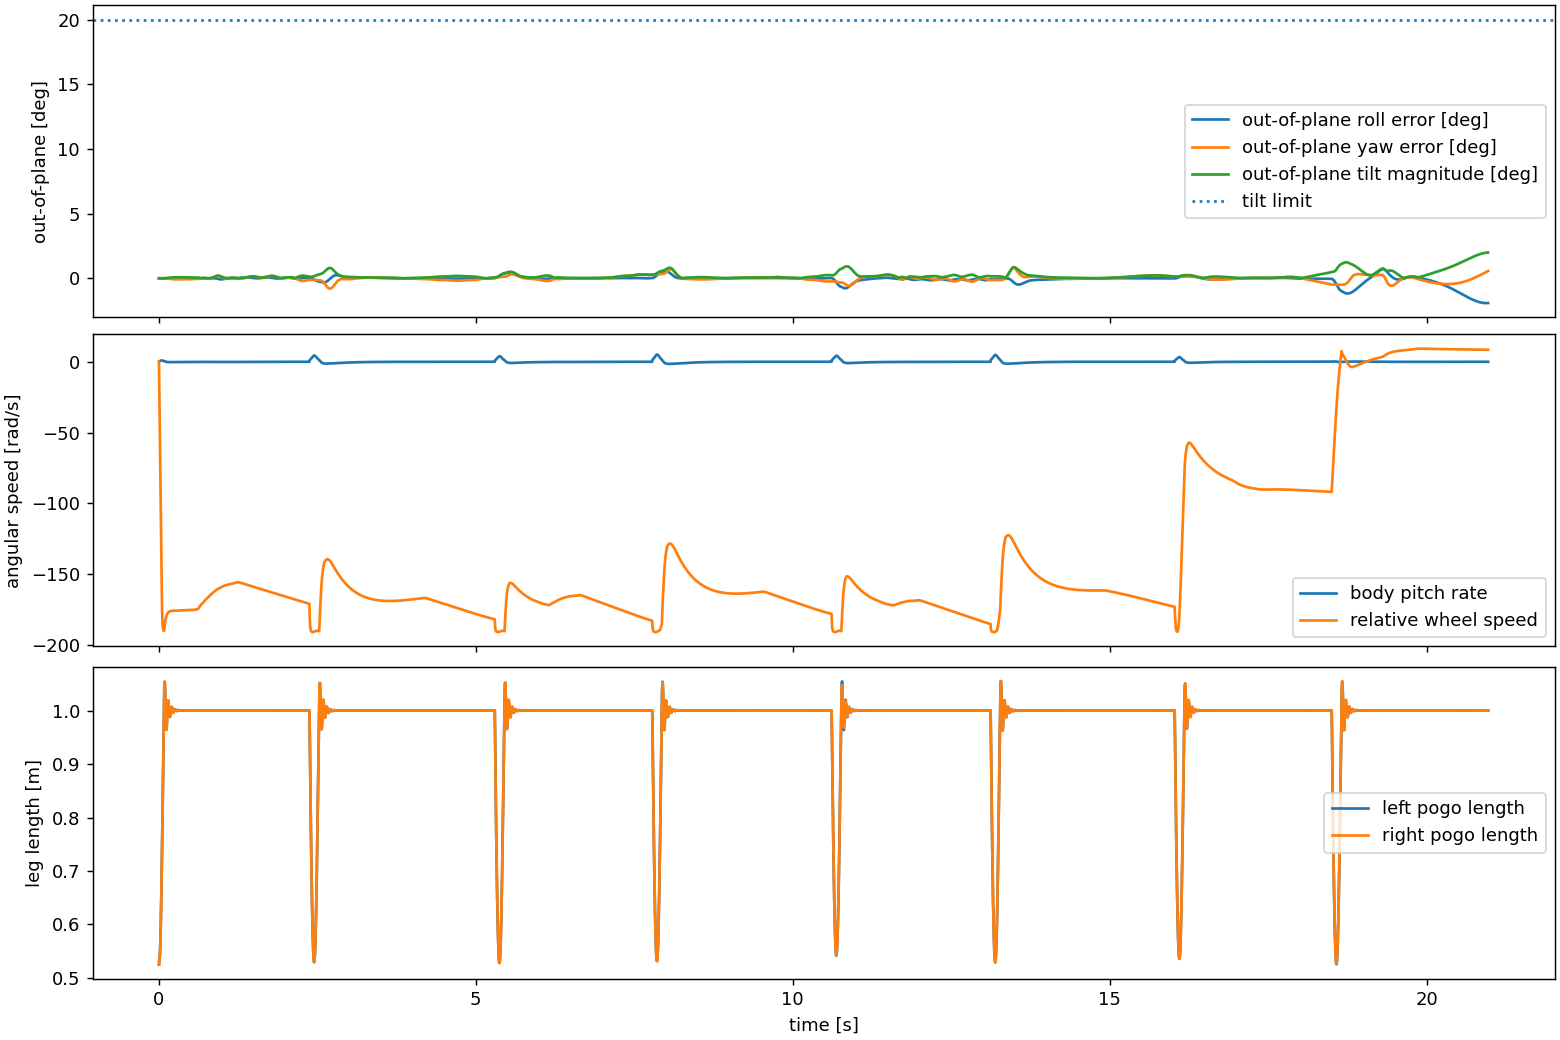 out-of-plane [deg]
20
15
10
5
0
out-of-plane roll error [deg]
out-of-plane yaw error [deg]
out-of-plane tilt magnitude [deg]
tilt limit
angular speed [rad/s]
0
−50
−100
−150
−200
body pitch rate
relative wheel speed
leg length [m]
1.0
0.9
0.8
0.7
0.6
0.5
left pogo length
right pogo length
0 5 10 15 20
time [s]